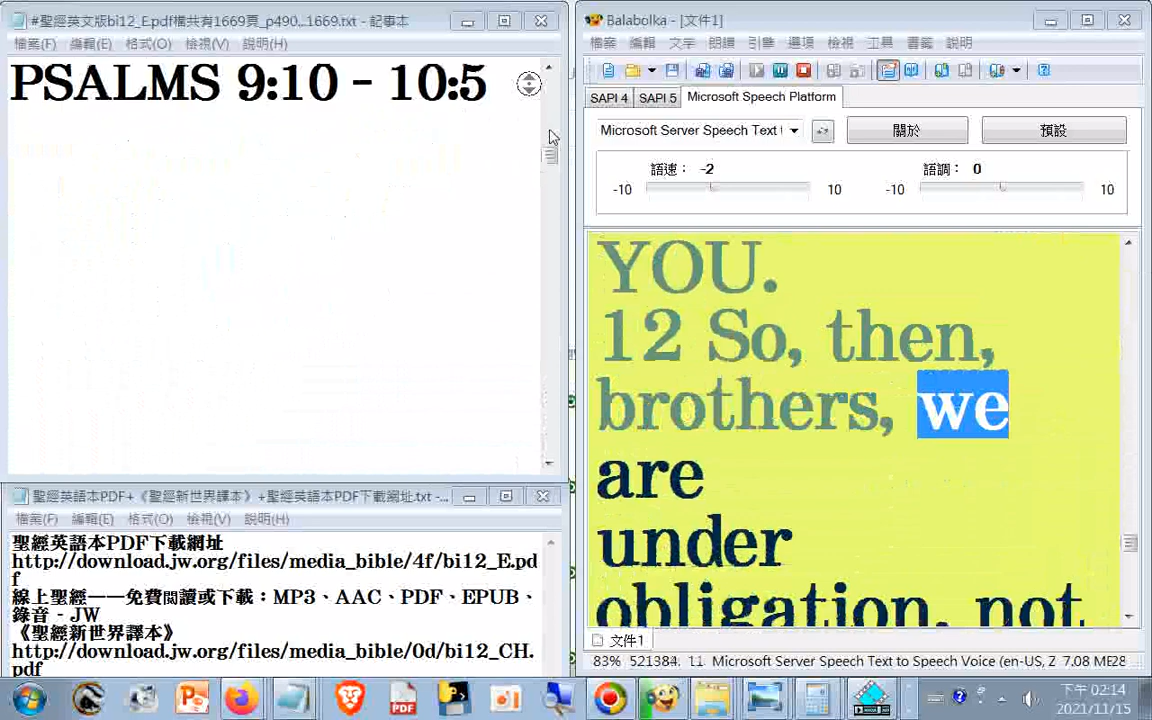 #聖經英文版bi12_E.pdf檔共有1669頁_p490,..1669.txt - 記事本
檔案(F) 編輯(E) 格式(O) 檢視(V) 說明(H)
PSALMS 9:10 – 10:5
聖經英語本PDF+《聖經新世界譯本》+聖經英語本PDF下載網址.txt -...
檔案(F) 編輯(E) 格式(O) 檢視(V) 說明(H)
聖經英語本PDF下載網址
http://download.jw.org/files/media_bible/4f/bi12_E.pd
f
線上聖經——免費閱讀或下載：MP3、AAC、PDF、EPUB、
錄音 - JW
《聖經新世界譯本》
http://download.jw.org/files/media_bible/0d/bi12_CH.
pdf
Balabolka - [文件1]
檔案 編輯 文字 朗讀 引擎 選項 檢視 工具 書籤 說明
SAPI 4 SAPI 5 Microsoft Speech Platform
Microsoft Server Speech Text 關於 預設
語速： -2 語調： 0
-10 10 -10 10
YOU.
12 So, then,
brothers, we
are
under
obligation, not
文件1
83% 521384: 11 Microsoft Server Speech Text to Speech Voice (en-US, Z 7.08 ME28
下午 02:14
2021/11/15